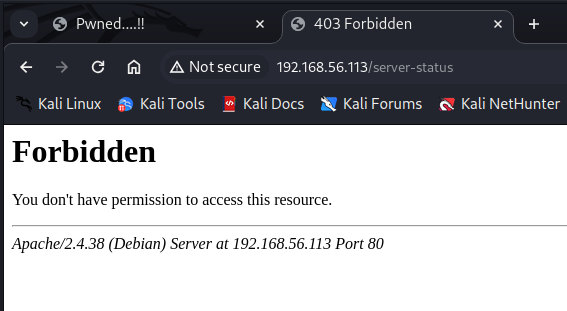 Pwned....!!
403 Forbidden
Not secure 192.168.56.113/server-status
Kali Linux Kali Tools Kali Docs Kali Forums Kali NetHunter
Forbidden
You don't have permission to access this resource.
Apache/2.4.38 (Debian) Server at 192.168.56.113 Port 80